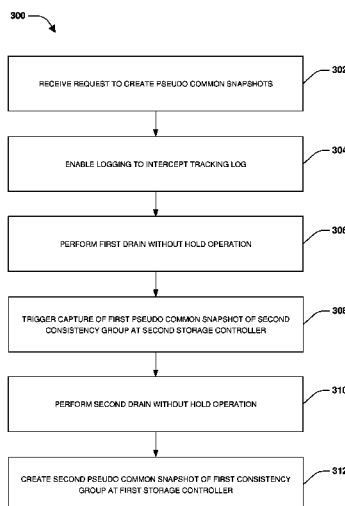 300
302
RECEIVE REQUEST TO CREATE PSEUDO COMMON SNAPSHOTS
304
ENABLE LOGGING TO INTERCEPT TRACKING LOG
306
PERFORM FIRST DRAIN WITHOUT HOLD OPERATION
308
TRIGGER CAPTURE OF FIRST PSEUDO COMMON SNAPSHOT OF SECOND
CONSISTENCY GROUP AT SECOND STORAGE CONTROLLER
310
PERFORM SECOND DRAIN WITHOUT HOLD OPERATION
312
CREATE SECOND PSEUDO COMMON SNAPSHOT OF FIRST CONSISTENCY
GROUP AT FIRST STORAGE CONTROLLER